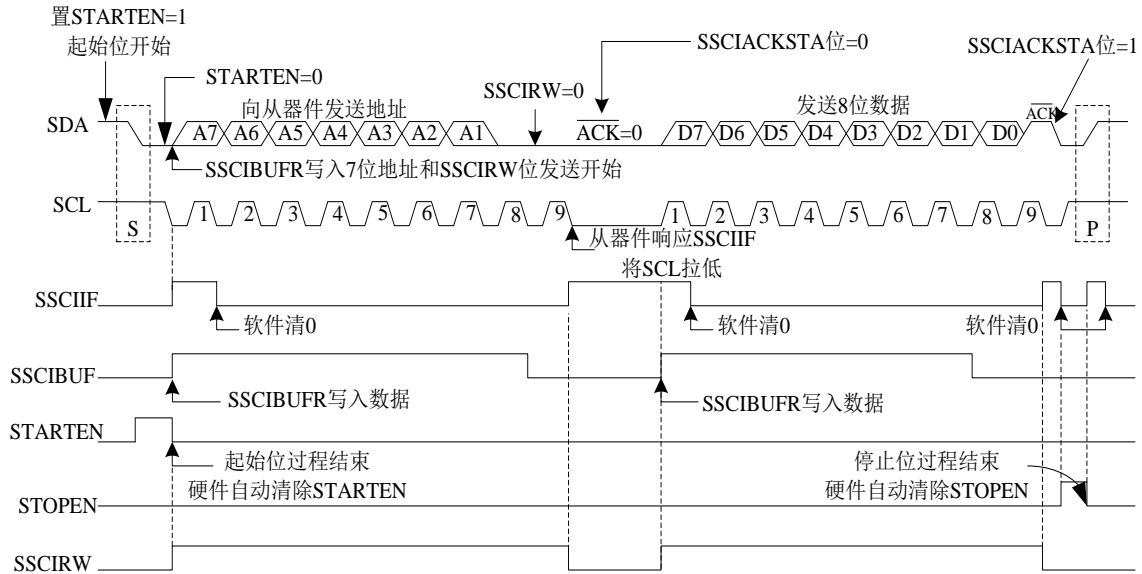 置STARTEN=1
起始位开始
SSCIACKSTA位=0
SSCIACKSTA位=1
STARTEN=0
SSCIRW=0
向从器件发送地址
发送8位数据
SDA
A7 A6 A5 A4 A3 A2 A1
ACK=0
D7 D6 D5 D4 D3 D2 D1 D0
ACK
SSCIBUFR写入7位地址和SSCIRW位发送开始
SCL
S
1 2 3 4 5 6 7 8 9
1 2 3 4 5 6 7 8 9
P
从器件响应SSCIIF
将SCL拉低
SSCIIF
软件清0
软件清0
软件清0
SSCIBUF
SSCIBUFR写入数据
SSCIBUFR写入数据
STARTEN
起始位过程结束
硬件自动清除STARTEN
停止位过程结束
硬件自动清除STOPEN
STOPEN
SSCIRW